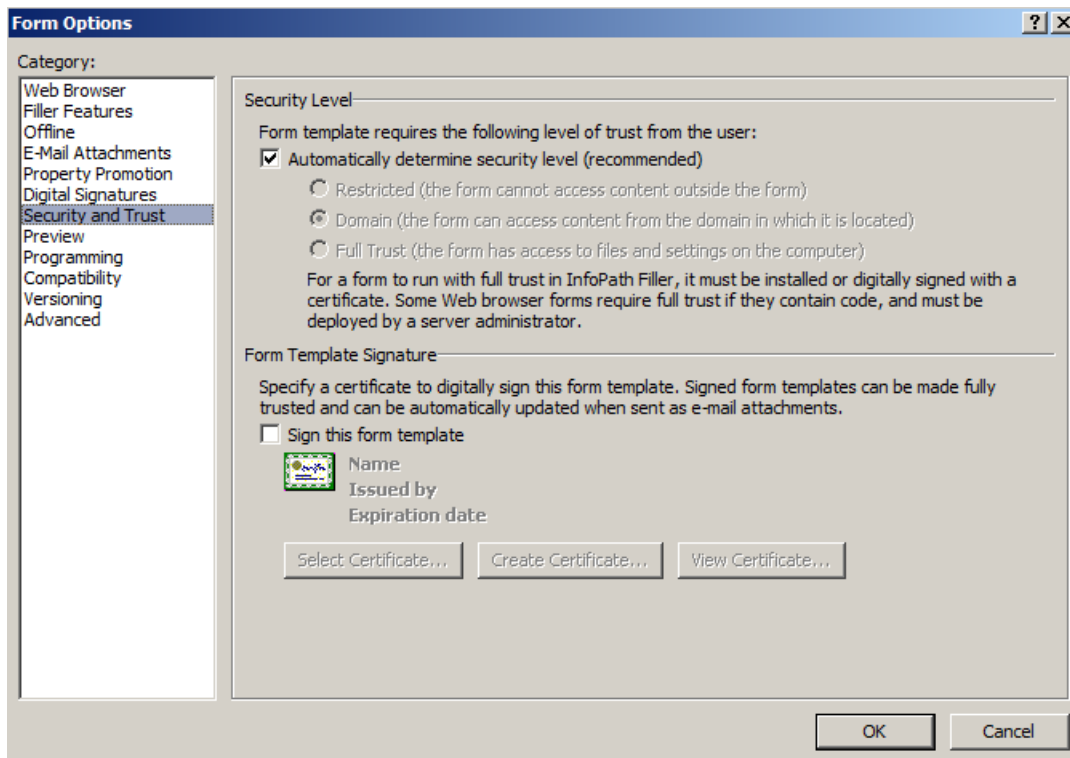 Form Options
Category:
Web Browser
Filler Features
Offline
E-Mail Attachments
Property Promotion
Digital Signatures
Security and Trust
Preview
Programming
Compatibility
Versioning
Advanced
Security Level
Form template requires the following level of trust from the user:
Automatically determine security level (recommended)
Restricted (the form cannot access content outside the form)
Domain (the form can access content from the domain in which it is located)
Full Trust (the form has access to files and settings on the computer)
For a form to run with full trust in InfoPath Filler, it must be installed or digitally signed with a
certificate. Some Web browser forms require full trust if they contain code, and must be
deployed by a server administrator.
Form Template Signature
Specify a certificate to digitally sign this form template. Signed form templates can be made fully
trusted and can be automatically updated when sent as e-mail attachments.
Sign this form template
Name
Issued by
Expiration date
Select Certificate...
Create Certificate...
View Certificate...
OK
Cancel